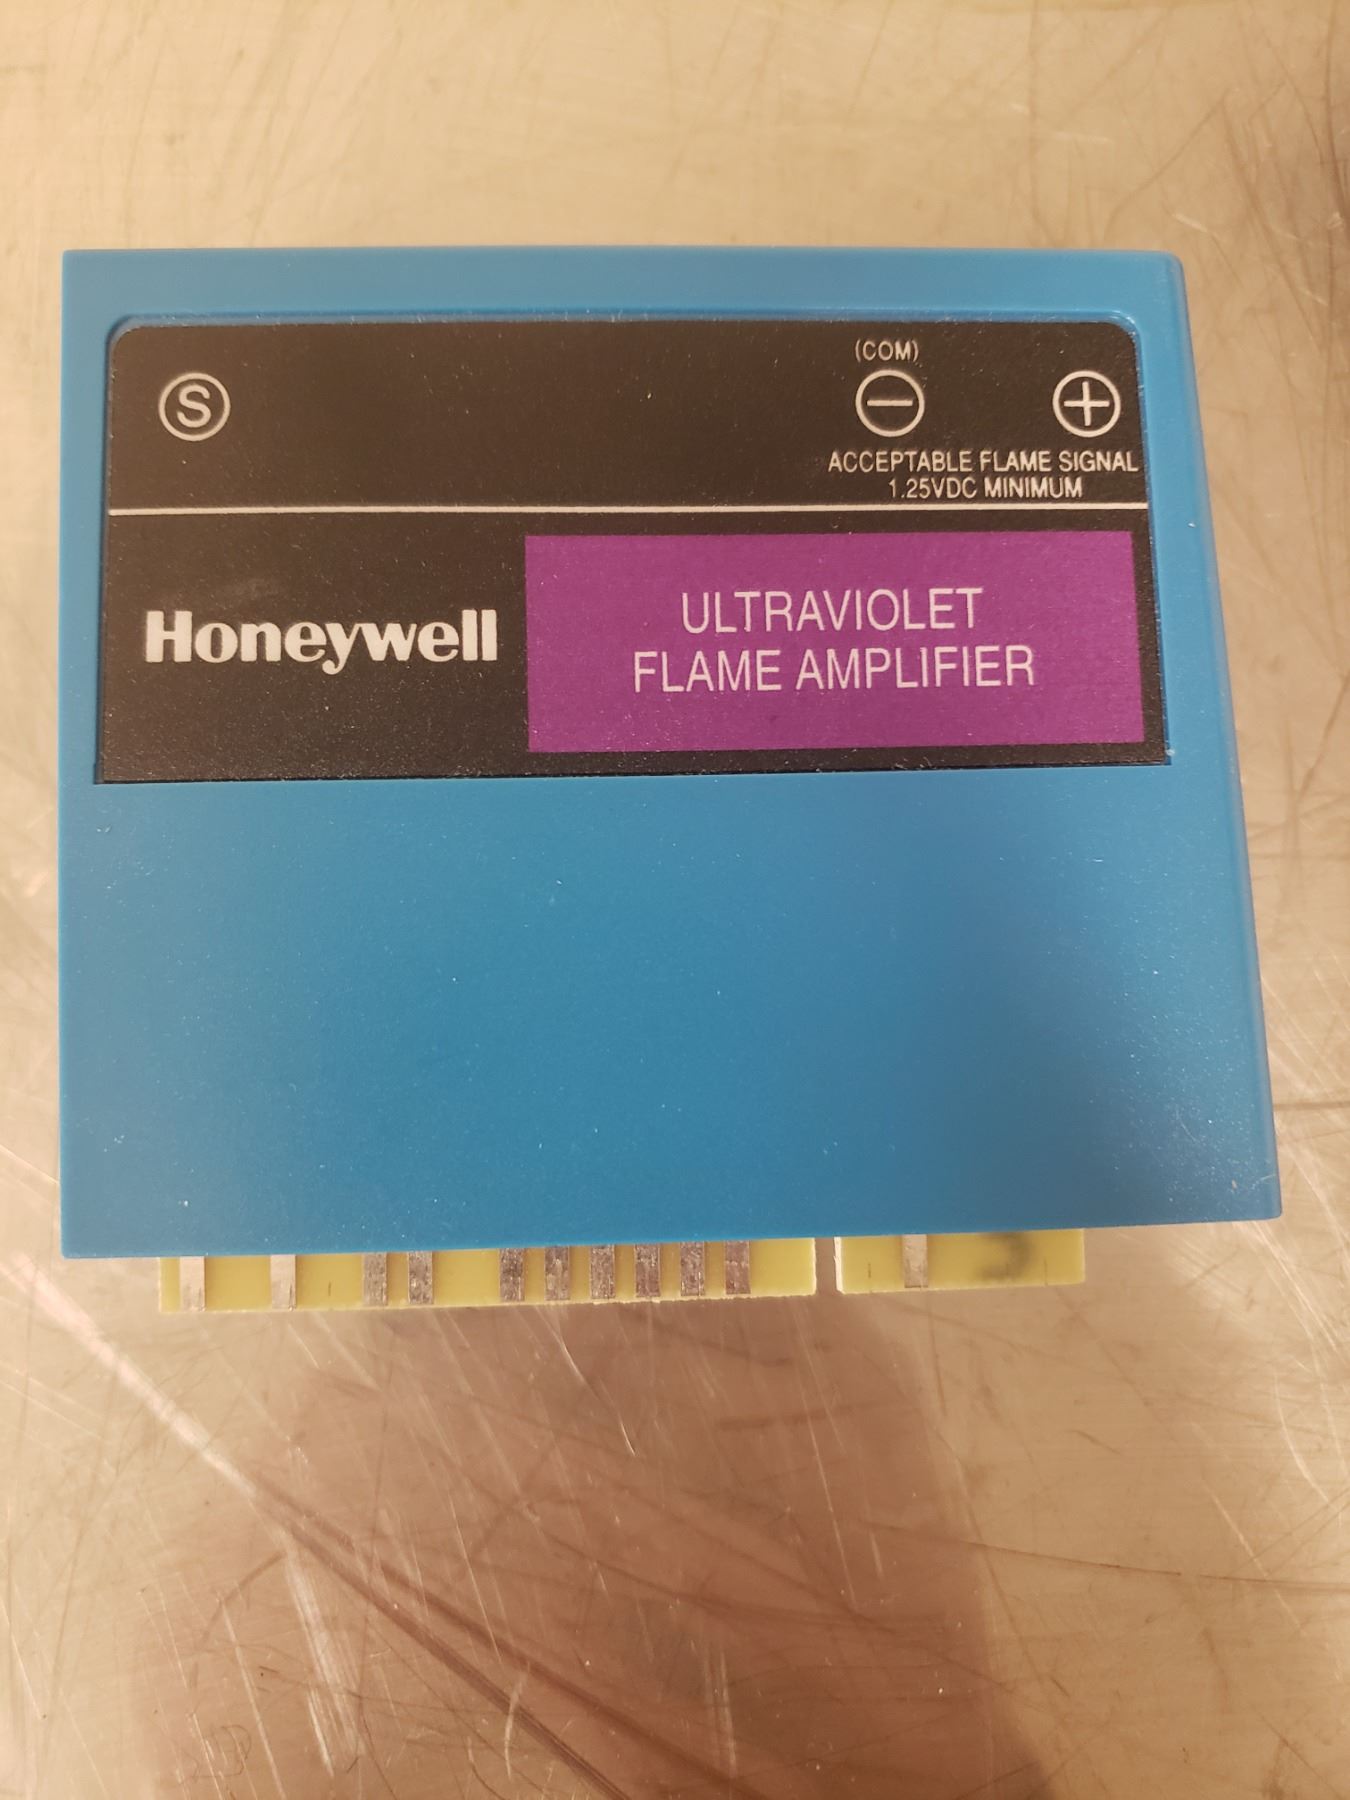 (COM)
S
− +
ACCEPTABLE FLAME SIGNAL
1.25VDC MINIMUM
Honeywell
ULTRAVIOLET
FLAME AMPLIFIER